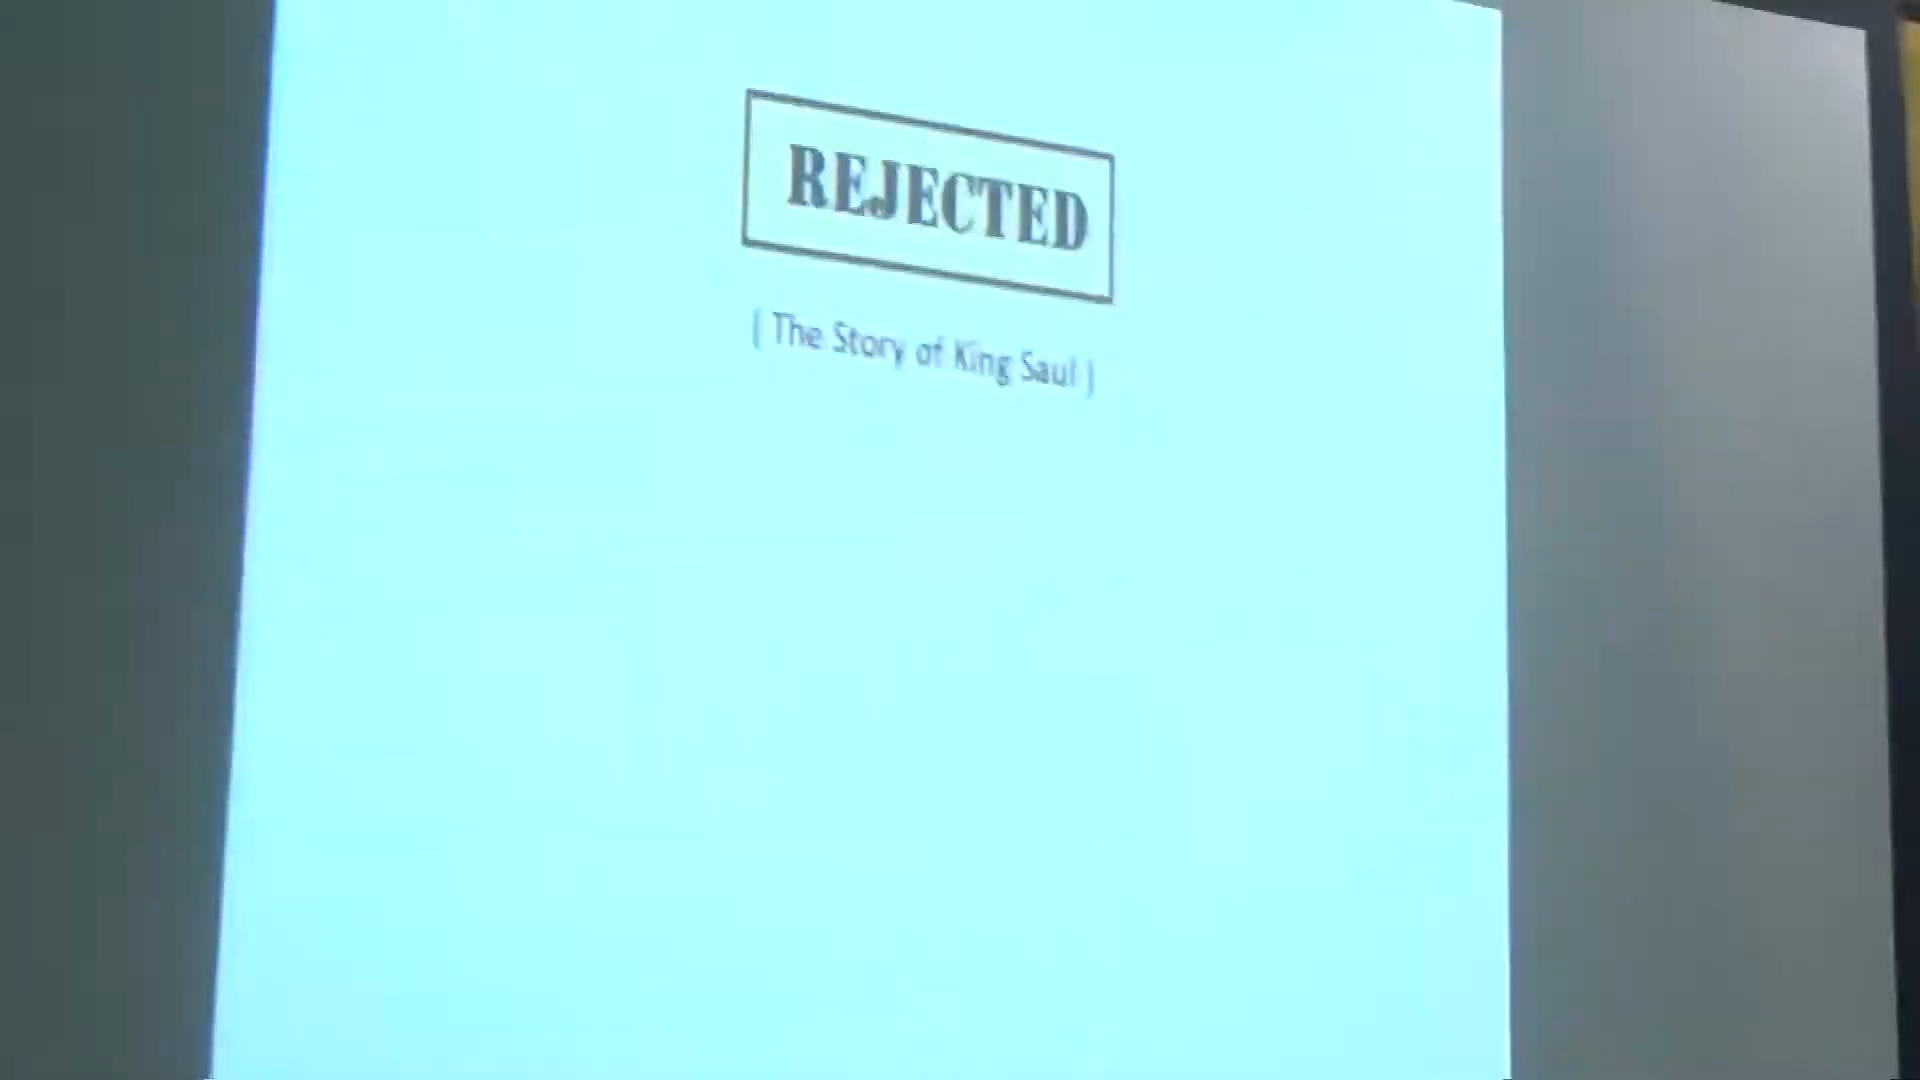 REJECTED
( The Story of King Saul )